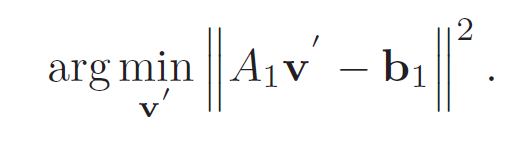 arg min_{𝐯′} ‖A₁𝐯′ − 𝐛₁‖² .